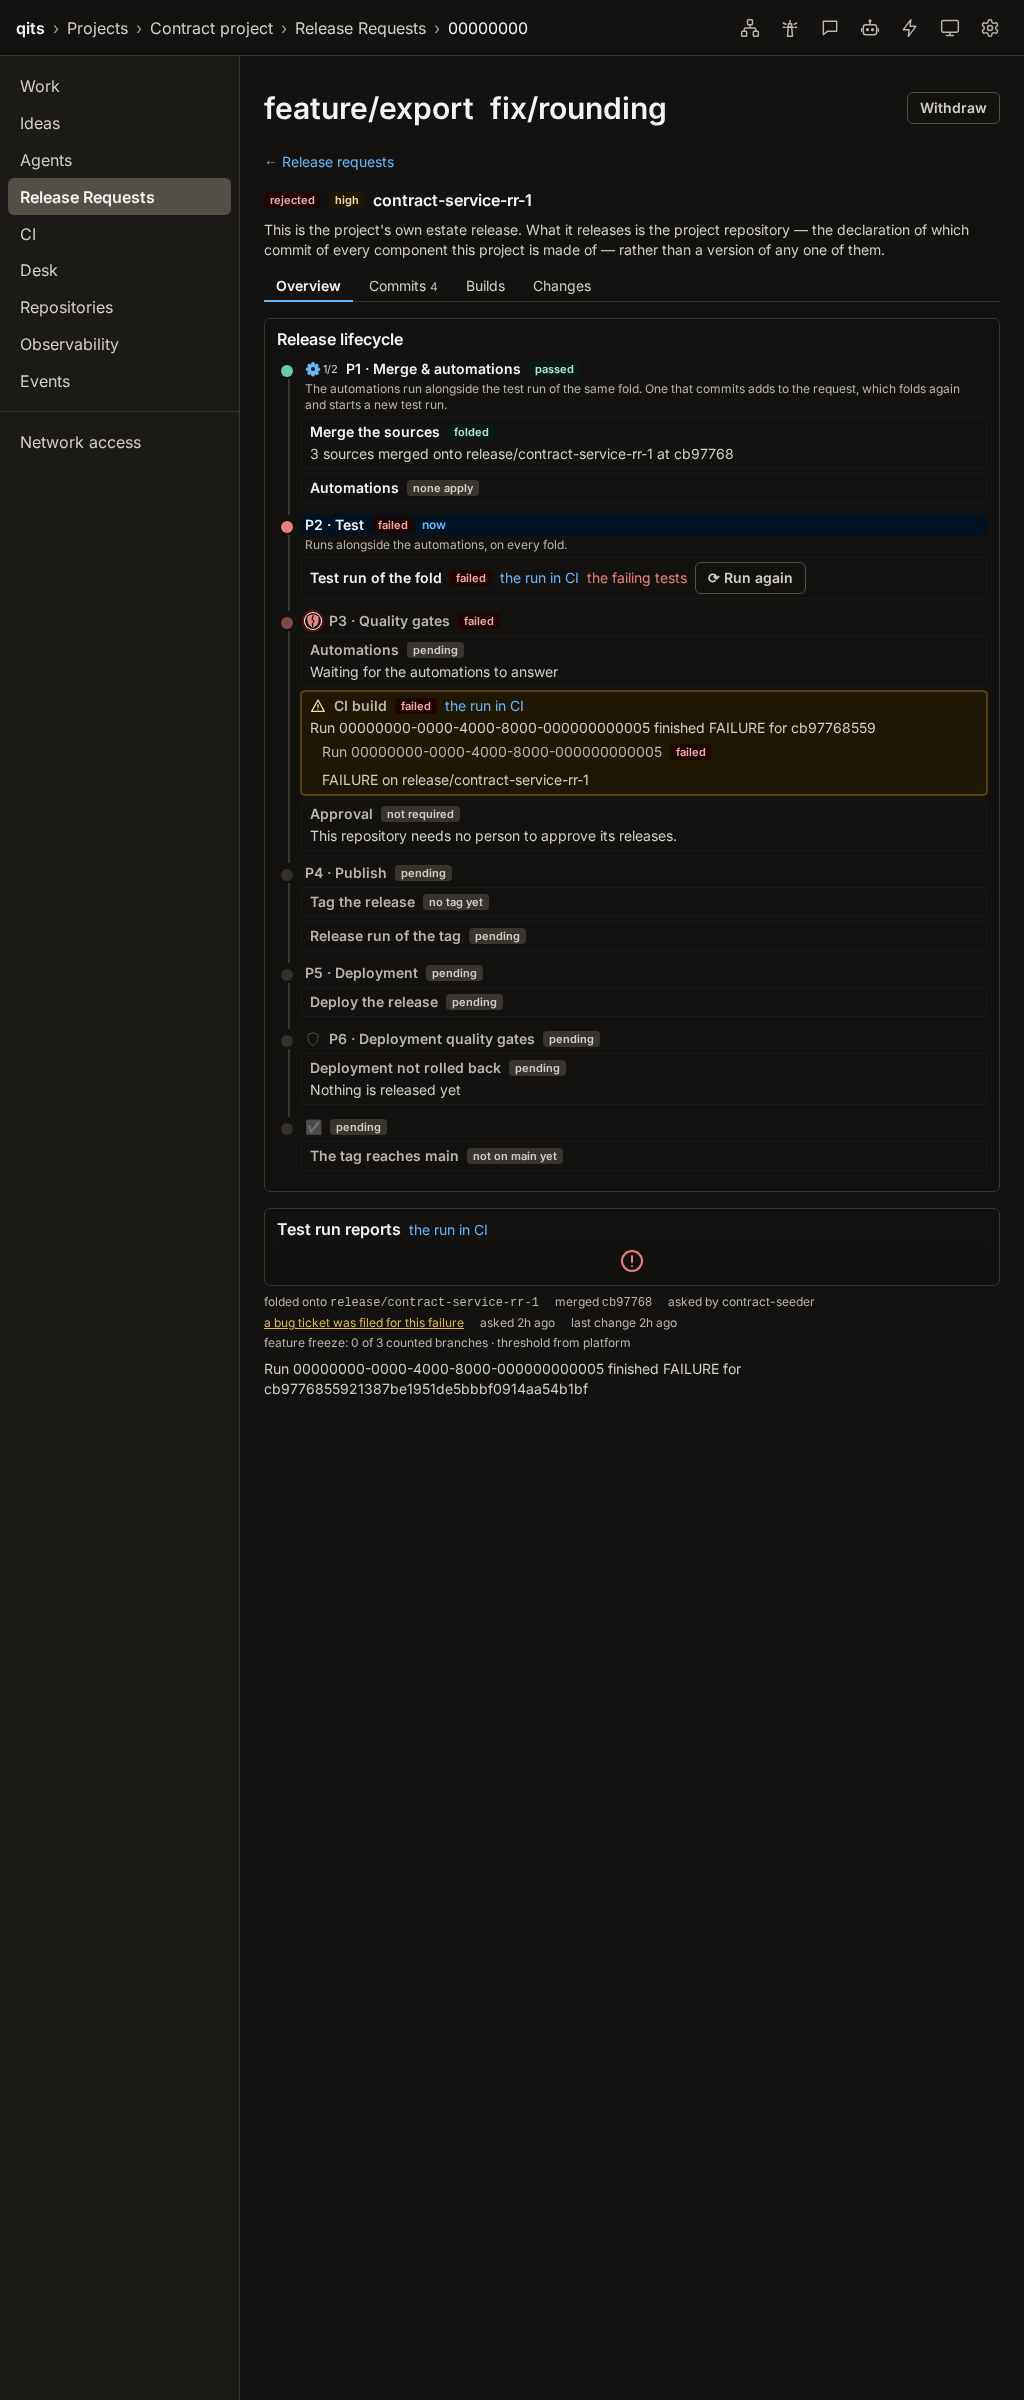 qits › Projects › Contract project › Release Requests › 00000000
Work
Ideas
Agents
Release Requests
CI
Desk
Repositories
Observability
Events
Network access
feature/export fix/rounding
Withdraw
← Release requests
rejected high contract-service-rr-1
This is the project's own estate release. What it releases is the project repository — the declaration of which
commit of every component this project is made of — rather than a version of any one of them.
Overview Commits 4 Builds Changes
Release lifecycle
1/2 P1 · Merge & automations passed
The automations run alongside the test run of the same fold. One that commits adds to the request, which folds again
and starts a new test run.
Merge the sources folded
3 sources merged onto release/contract-service-rr-1 at cb97768
Automations none apply
P2 · Test failed now
Runs alongside the automations, on every fold.
Test run of the fold failed the run in CI the failing tests ⟳ Run again
P3 · Quality gates failed
Automations pending
Waiting for the automations to answer
CI build failed the run in CI
Run 00000000-0000-4000-8000-000000000005 finished FAILURE for cb97768559
Run 00000000-0000-4000-8000-000000000005 failed
FAILURE on release/contract-service-rr-1
Approval not required
This repository needs no person to approve its releases.
P4 · Publish pending
Tag the release no tag yet
Release run of the tag pending
P5 · Deployment pending
Deploy the release pending
P6 · Deployment quality gates pending
Deployment not rolled back pending
Nothing is released yet
pending
The tag reaches main not on main yet
Test run reports the run in CI
folded onto release/contract-service-rr-1 merged cb97768 asked by contract-seeder
a bug ticket was filed for this failure asked 2h ago last change 2h ago
feature freeze: 0 of 3 counted branches · threshold from platform
Run 00000000-0000-4000-8000-000000000005 finished FAILURE for
cb9776855921387be1951de5bbbf0914aa54b1bf